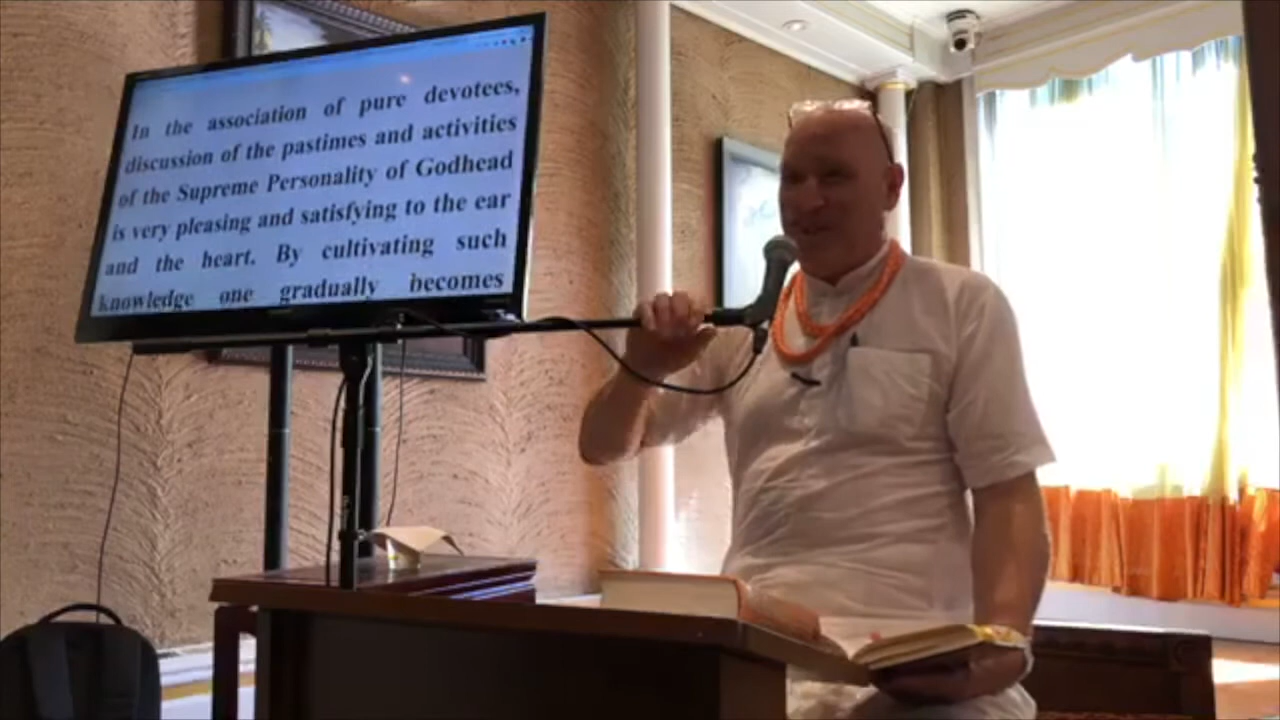 In the association of pure devotees,
discussion of the pastimes and activities
of the Supreme Personality of Godhead
is very pleasing and satisfying to the ear
and the heart. By cultivating such
knowledge one gradually becomes